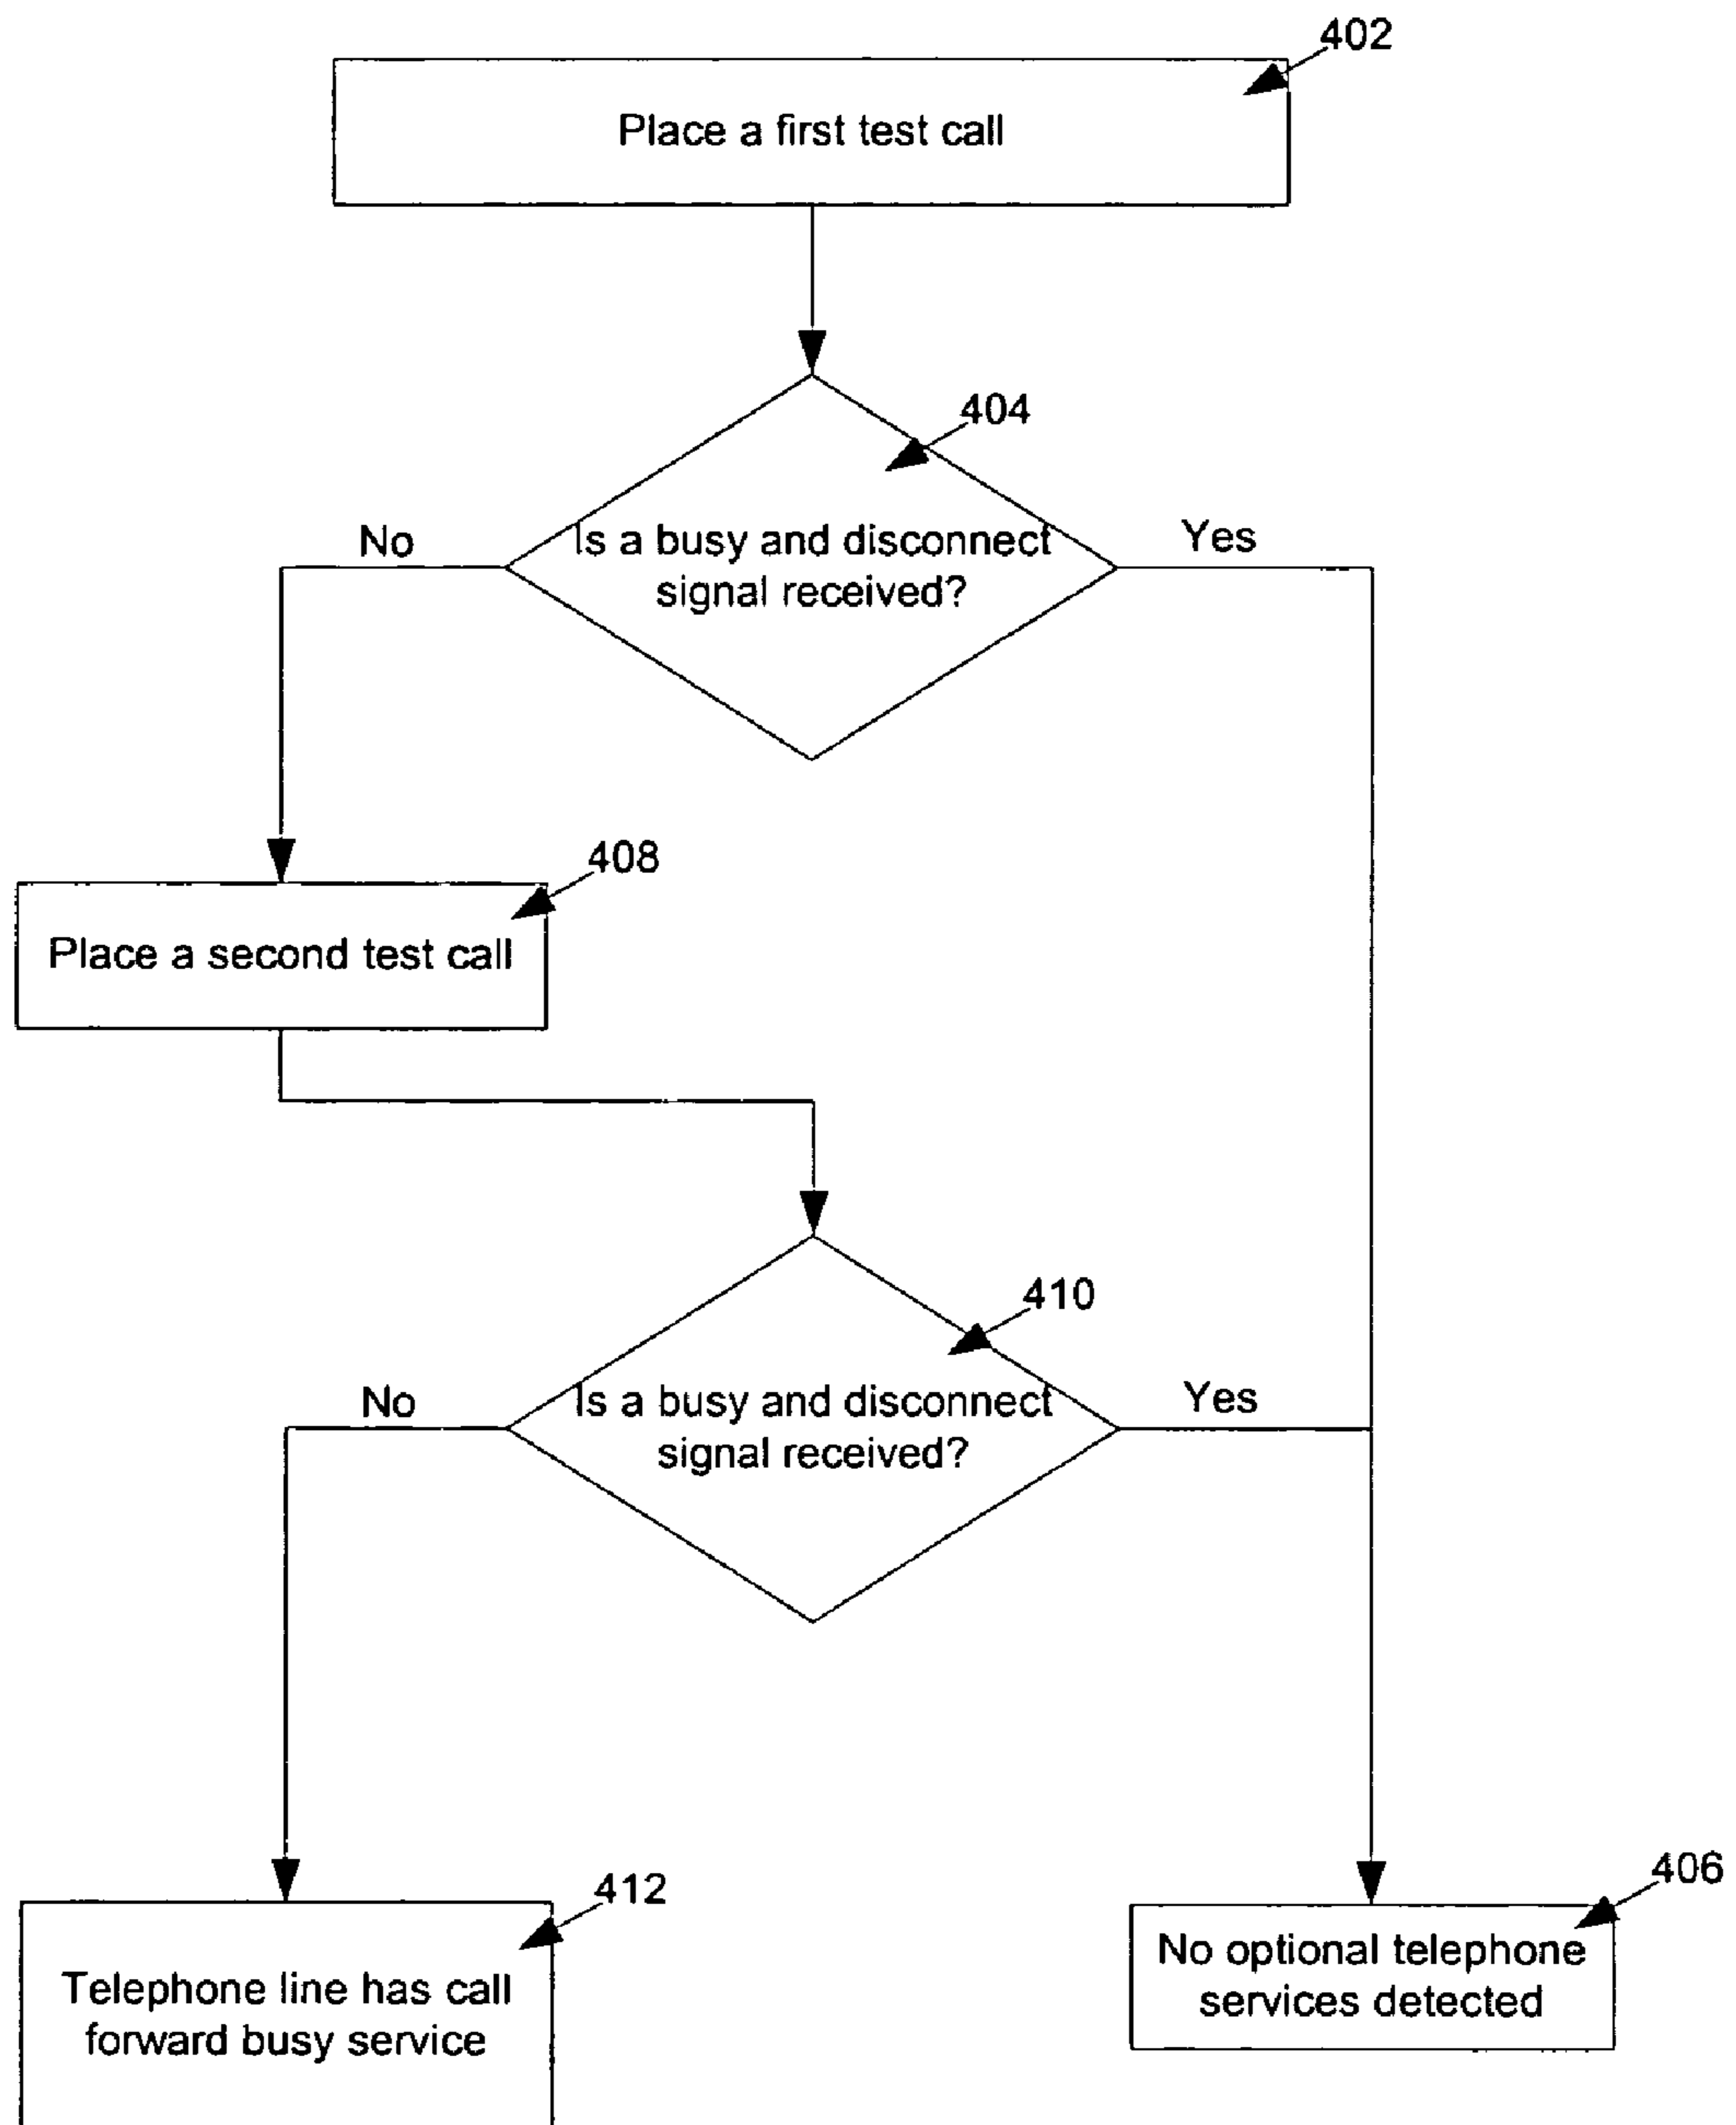 402
Place a first test call
404
No
Is a busy and disconnect
signal received?
Yes
408
Place a second test call
410
No
Is a busy and disconnect
signal received?
Yes
412
Telephone line has call
forward busy service
406
No optional telephone
services detected